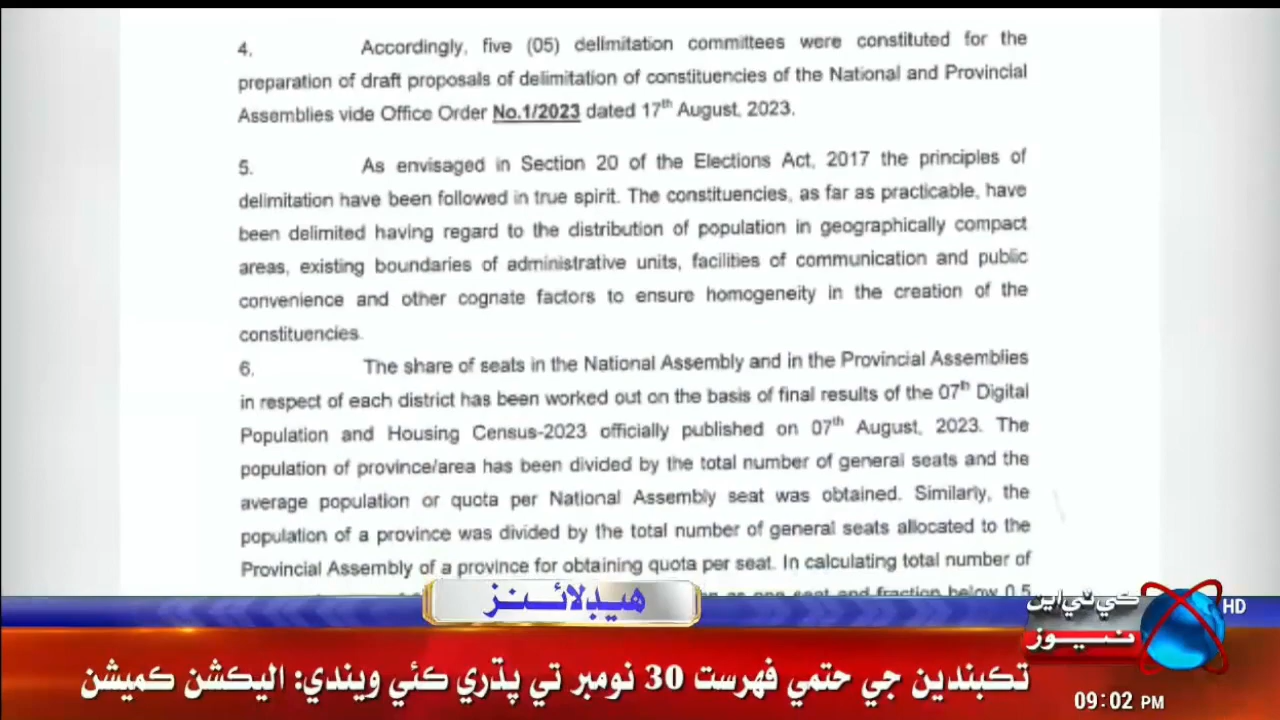 4. Accordingly, five (05) delimitation committees were constituted for the
preparation of draft proposals of delimitation of constituencies of the National and Provincial
Assemblies vide Office Order No.1/2023 dated 17th August, 2023.
5. As envisaged in Section 20 of the Elections Act, 2017 the principles of
delimitation have been followed in true spirit. The constituencies, as far as practicable, have
been delimited having regard to the distribution of population in geographically compact
areas, existing boundaries of administrative units, facilities of communication and public
convenience and other cognate factors to ensure homogeneity in the creation of the
constituencies.
6. The share of seats in the National Assembly and in the Provincial Assemblies
in respect of each district has been worked out on the basis of final results of the 07th Digital
Population and Housing Census-2023 officially published on 07th August, 2023. The
population of province/area has been divided by the total number of general seats and the
average population or quota per National Assembly seat was obtained. Similarly, the
population of a province was divided by the total number of general seats allocated to the
Provincial Assembly of a province for obtaining quota per seat. In calculating total number of
as one seat and fraction below 0.5
هيڊلائنز
ڪي ٽي اين
نيوز
HD
تڪبندين جي حتمي فهرست 30 نومبر تي پڌري ڪئي ويندي: اليڪشن ڪميشن
09:02 PM